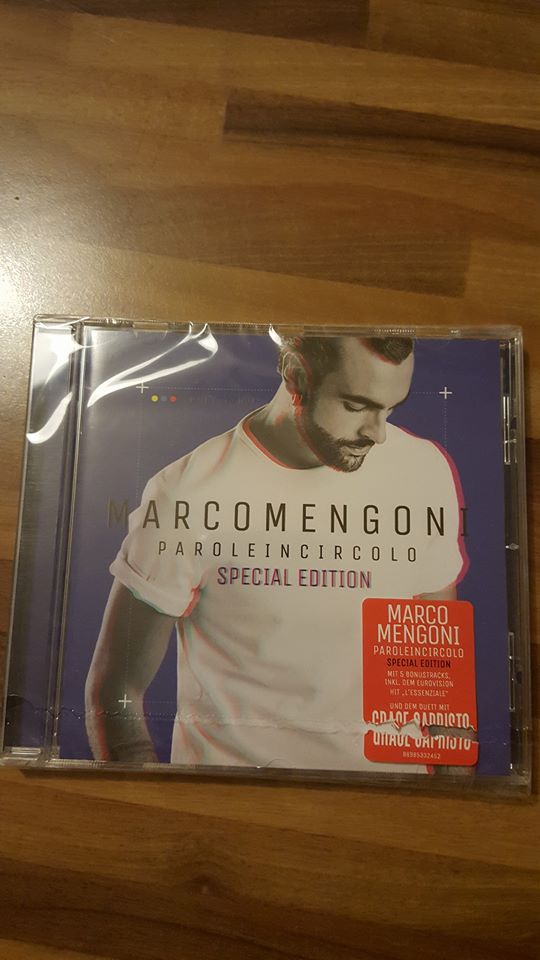 MARCOMENGONI
PAROLEINCIRCOLO
SPECIAL EDITION
MARCO
MENGONI
PAROLEINCIRCOLO
SPECIAL EDITION
MIT 5 BONUSTRACKS,
INKL. DEM EUROVISION
HIT „L'ESSENZIALE"
UND DEM DUETT MIT
GRACE CAPRISTO
88985332452